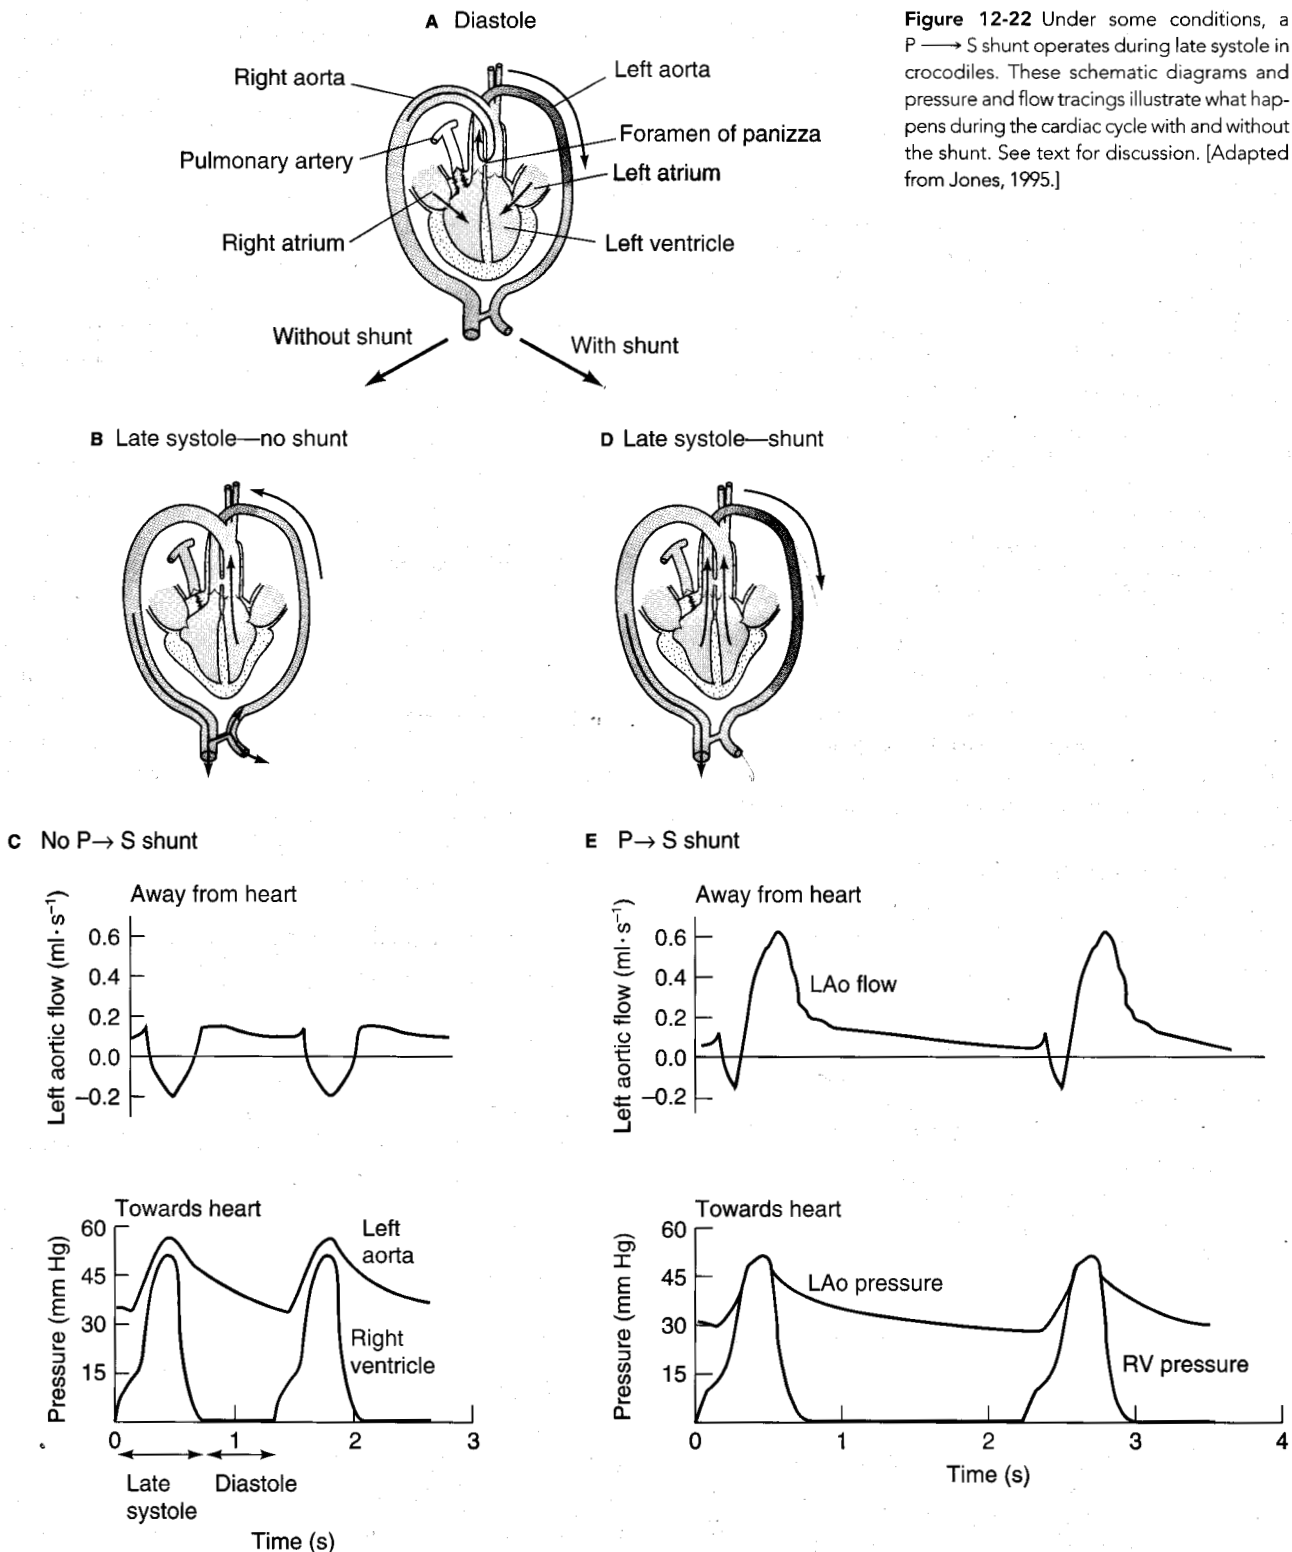 A Diastole
Right aorta
Left aorta
Foramen of panizza
Pulmonary artery
Left atrium
Right atrium
Left ventricle
Without shunt
With shunt
Figure 12-22 Under some conditions, a
P ⟶ S shunt operates during late systole in
crocodiles. These schematic diagrams and
pressure and flow tracings illustrate what hap-
pens during the cardiac cycle with and without
the shunt. See text for discussion. [Adapted
from Jones, 1995.]
B Late systole—no shunt
D Late systole—shunt
C No P→ S shunt
Away from heart
Left aortic flow (ml·s⁻¹)
0.6
0.4
0.2
0.0
−0.2
Towards heart
Pressure (mm Hg)
60
45
30
15
Left
aorta
Right
ventricle
0 1 2 3
Late
systole
Diastole
Time (s)
E P→ S shunt
Away from heart
Left aortic flow (ml·s⁻¹)
0.6
0.4
0.2
0.0
−0.2
LAo flow
Towards heart
Pressure (mm Hg)
60
45
30
15
LAo pressure
RV pressure
0 1 2 3 4
Time (s)